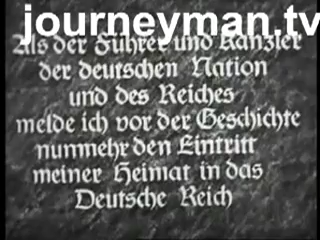 journeyman.tv
Als der Führer und Kanzler
der deutschen Nation
und des Reiches
melde ich vor der Geschichte
nunmehr den Eintritt
meiner Heimat in das
Deutsche Reich